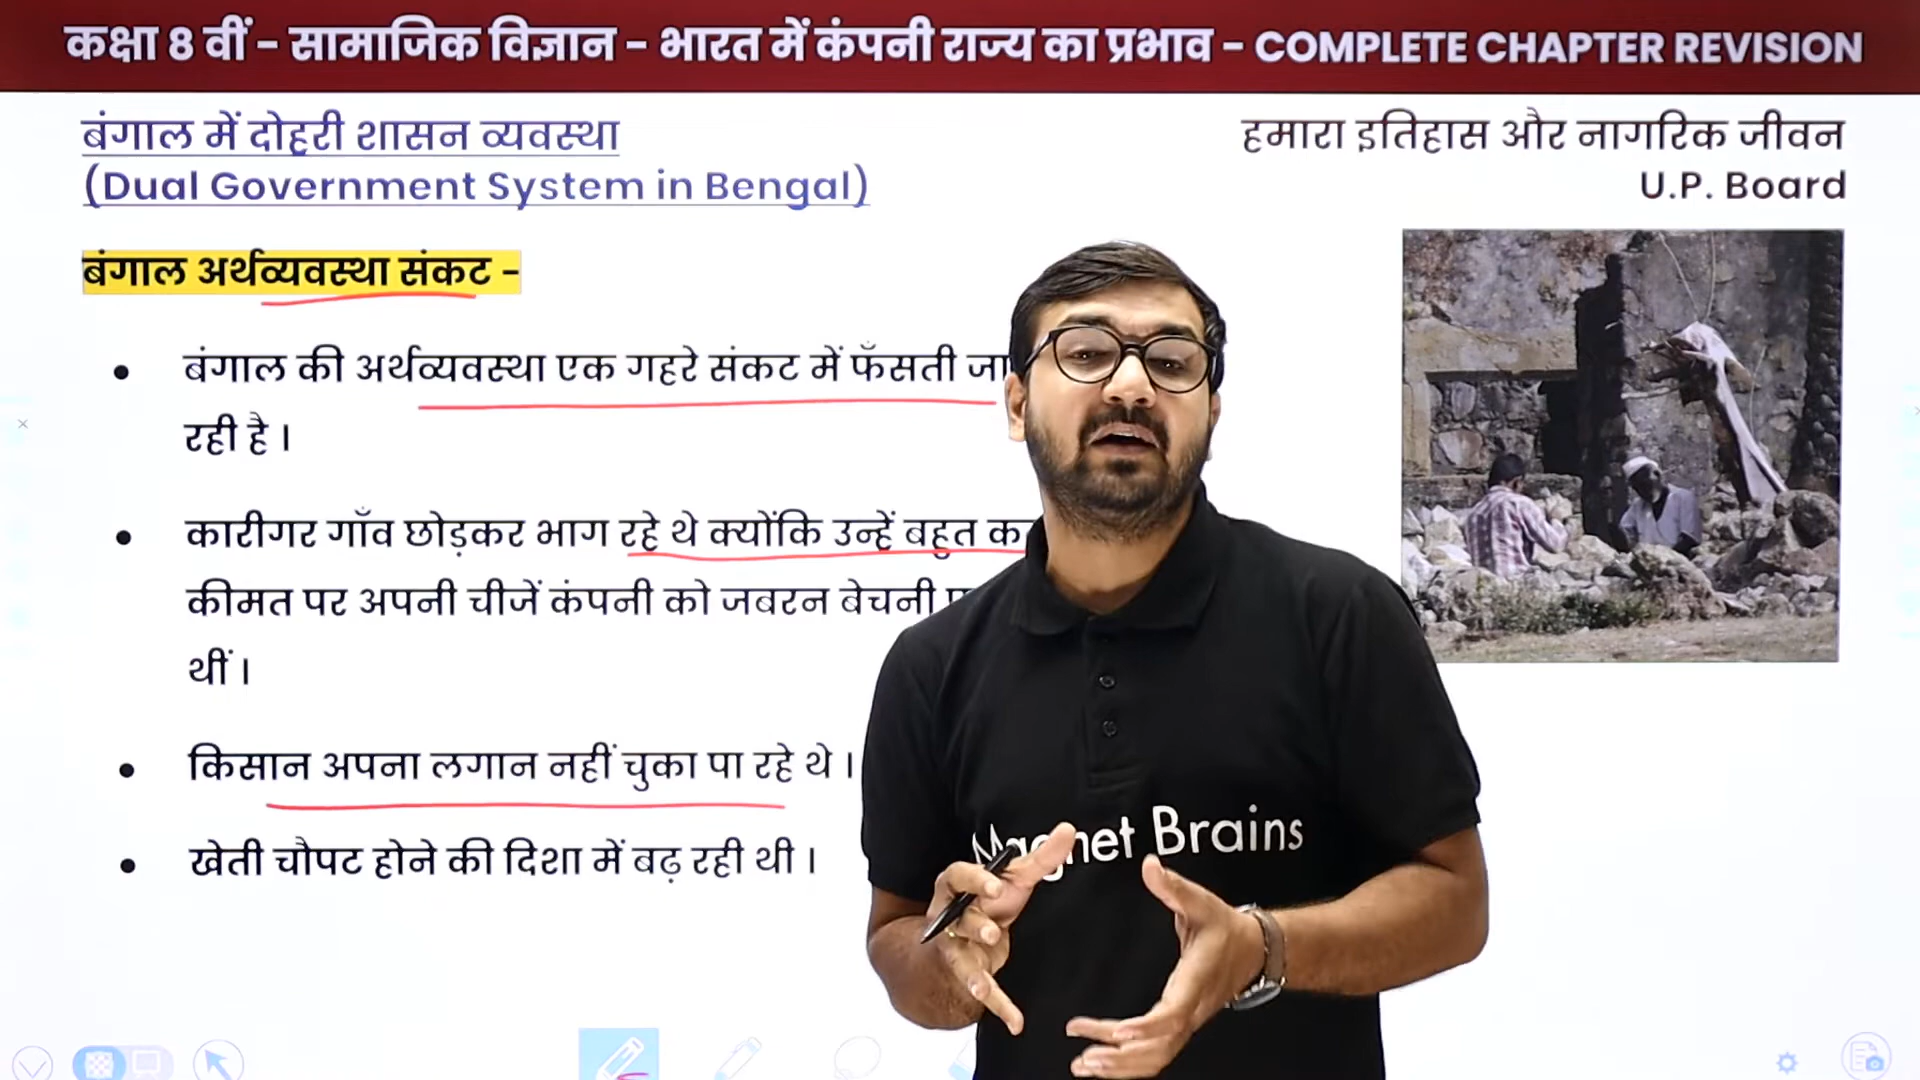 कक्षा 8 वीं - सामाजिक विज्ञान - भारत में कंपनी राज्य का प्रभाव - COMPLETE CHAPTER REVISION
बंगाल में दोहरी शासन व्यवस्था
(Dual Government System in Bengal)
हमारा इतिहास और नागरिक जीवन
U.P. Board
बंगाल अर्थव्यवस्था संकट -
• बंगाल की अर्थव्यवस्था एक गहरे संकट में फँसती जा
रही है ।
• कारीगर गाँव छोड़कर भाग रहे थे क्योंकि उन्हें बहुत
कीमत पर अपनी चीजें कंपनी को जबरन बेचनी
थीं ।
• किसान अपना लगान नहीं चुका पा रहे थे ।
• खेती चौपट होने की दिशा में बढ़ रही थी ।
Magnet Brains